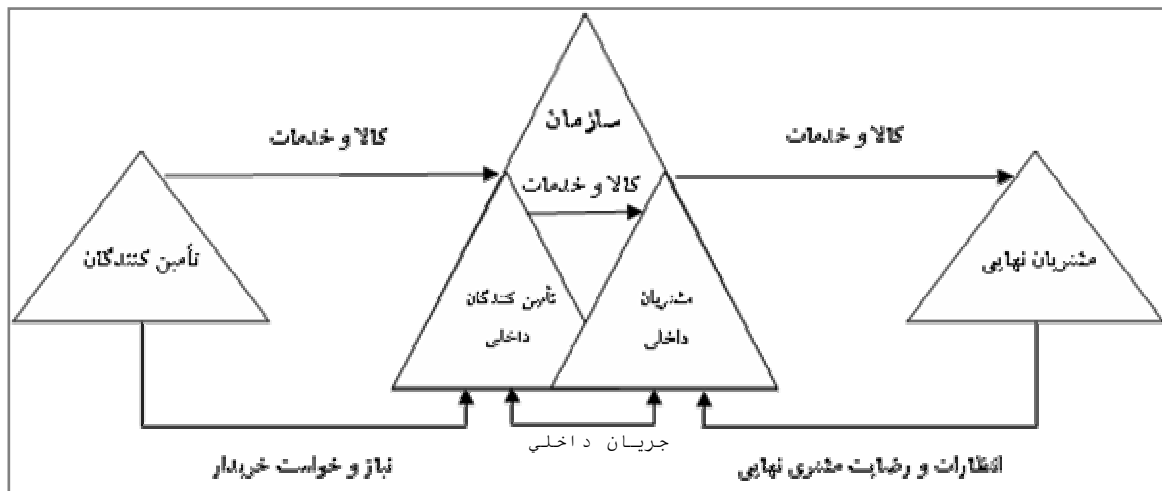 سازمان
کالا و خدمات
کالا و خدمات
کالا و خدمات
تأمین کنندگان
مشتریان نهایی
تأمین کنندگان
داخلی
مشتریان
داخلی
جریان داخلی
نیاز و خواست خریدار
انتظارات و رضایت مشتری نهایی